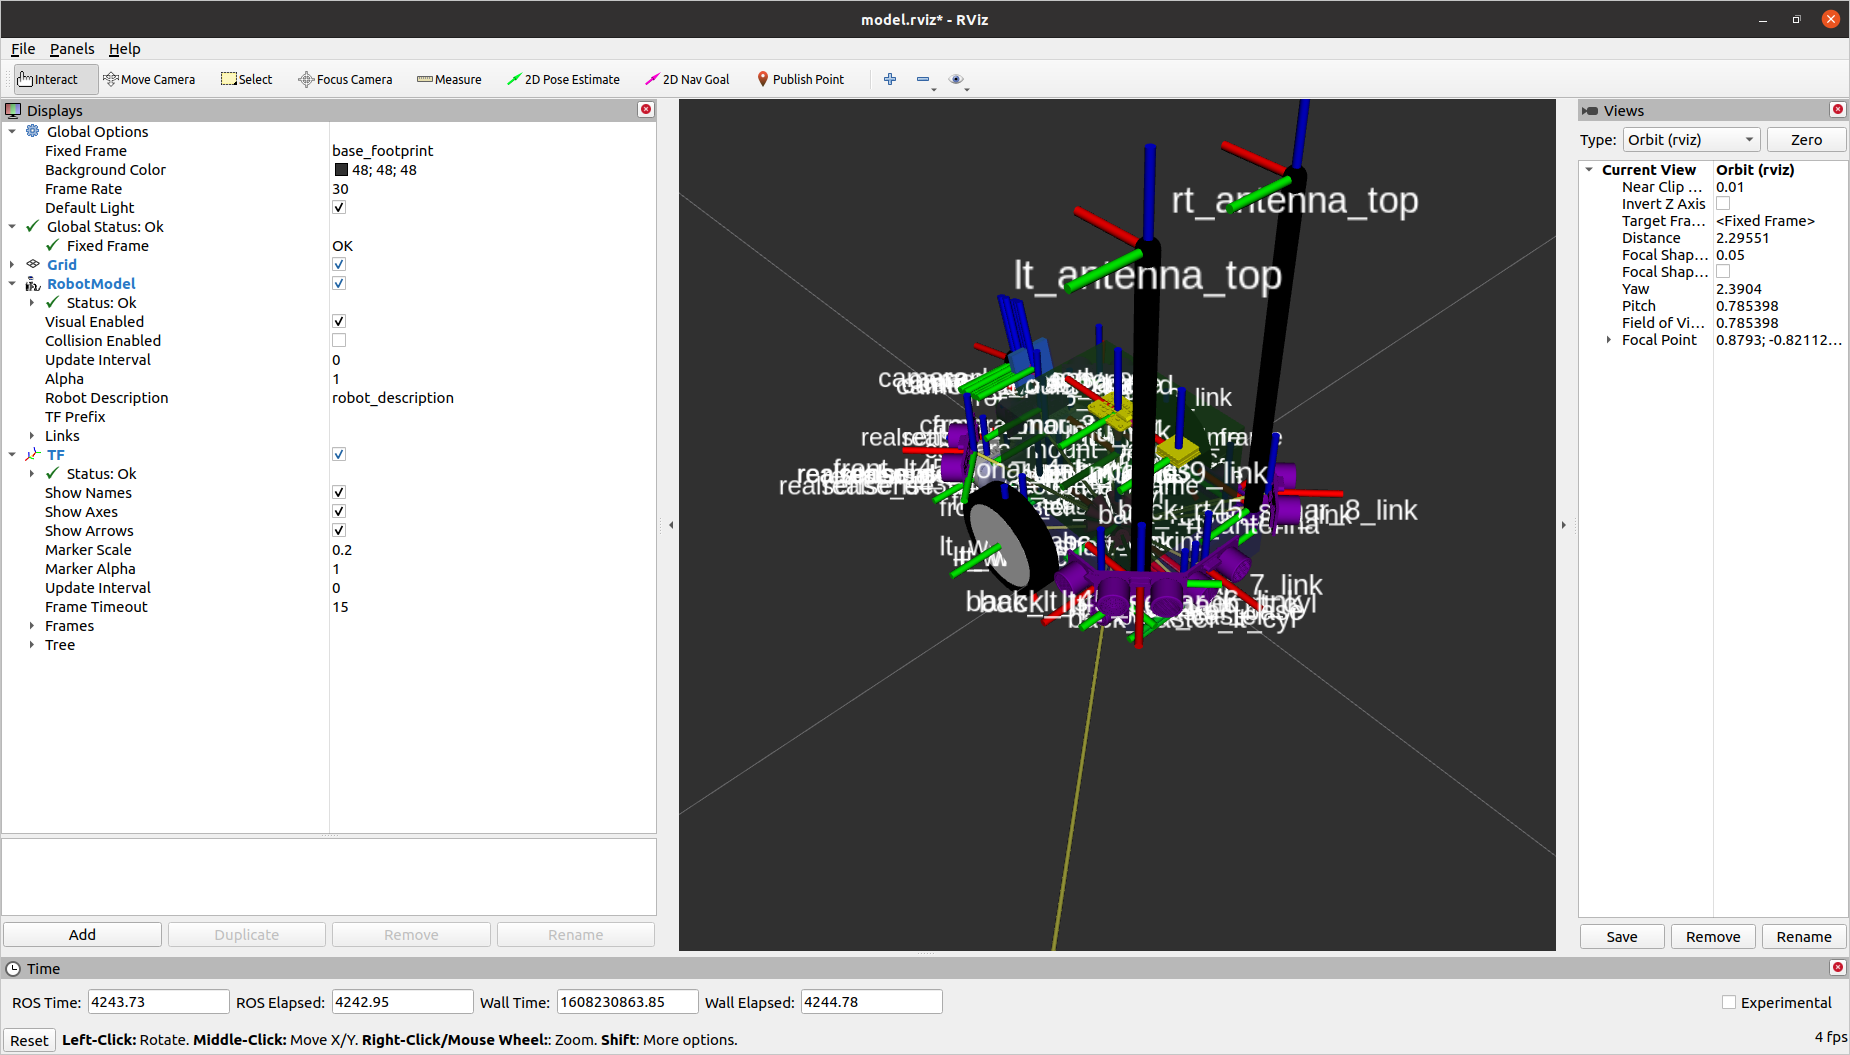 model.rviz* - RViz
File Panels Help
Interact Move Camera Select Focus Camera Measure 2D Pose Estimate 2D Nav Goal Publish Point
Displays
Global Options
Fixed Frame base_footprint
Background Color 48; 48; 48
Frame Rate 30
Default Light
Global Status: Ok
Fixed Frame OK
Grid
RobotModel
Status: Ok
Visual Enabled
Collision Enabled
Update Interval 0
Alpha 1
Robot Description robot_description
TF Prefix
Links
TF
Status: Ok
Show Names
Show Axes
Show Arrows
Marker Scale 0.2
Marker Alpha 1
Update Interval 0
Frame Timeout 15
Frames
Tree
Add Duplicate Remove Rename
rt_antenna_top
lt_antenna_top
link
9_link
8_link
7_link
Views
Type: Orbit (rviz) Zero
Current View Orbit (rviz)
Near Clip ... 0.01
Invert Z Axis
Target Fra... <Fixed Frame>
Distance 2.29551
Focal Shap... 0.05
Focal Shap...
Yaw 2.3904
Pitch 0.785398
Field of Vi... 0.785398
Focal Point 0.8793; -0.82112...
Save Remove Rename
Time
ROS Time: 4243.73 ROS Elapsed: 4242.95 Wall Time: 1608230863.85 Wall Elapsed: 4244.78 Experimental
Reset Left-Click: Rotate. Middle-Click: Move X/Y. Right-Click/Mouse Wheel:: Zoom. Shift: More options. 4 fps